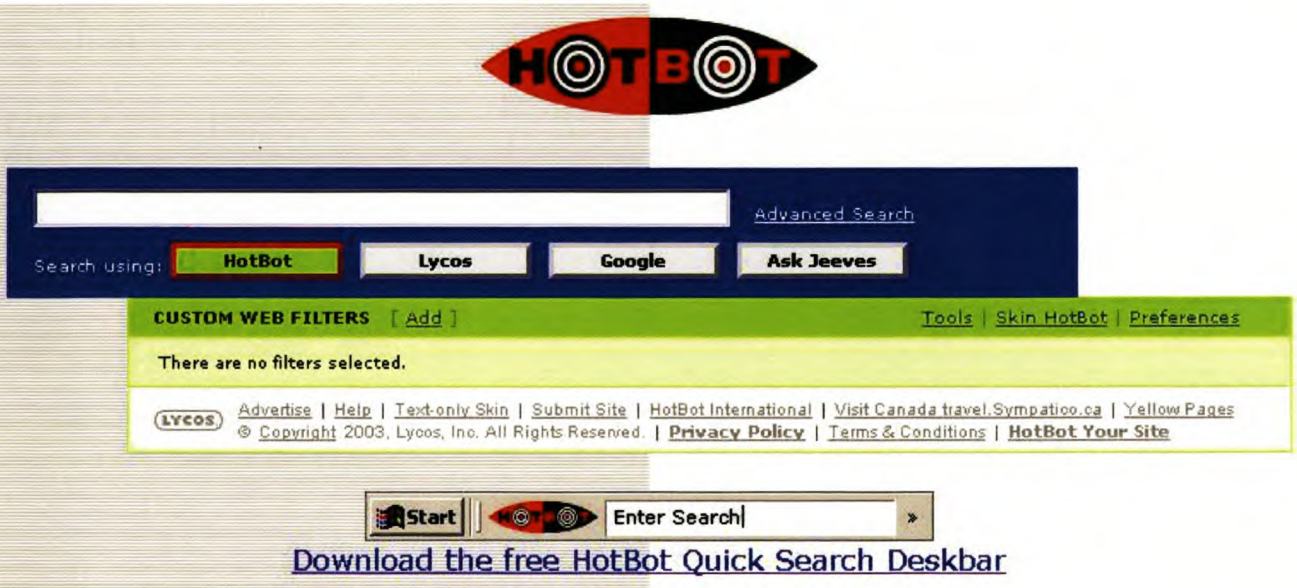 HOTBOT
Advanced Search
Search using: HotBot Lycos Google Ask Jeeves
CUSTOM WEB FILTERS [ Add ] Tools | Skin HotBot | Preferences
There are no filters selected.
LYCOS Advertise | Help | Text-only Skin | Submit Site | HotBot International | Visit Canada travel.Sympatico.ca | Yellow Pages
© Copyright 2003, Lycos, Inc. All Rights Reserved. | Privacy Policy | Terms & Conditions | HotBot Your Site
Start HOTBOT Enter Search »
Download the free HotBot Quick Search Deskbar